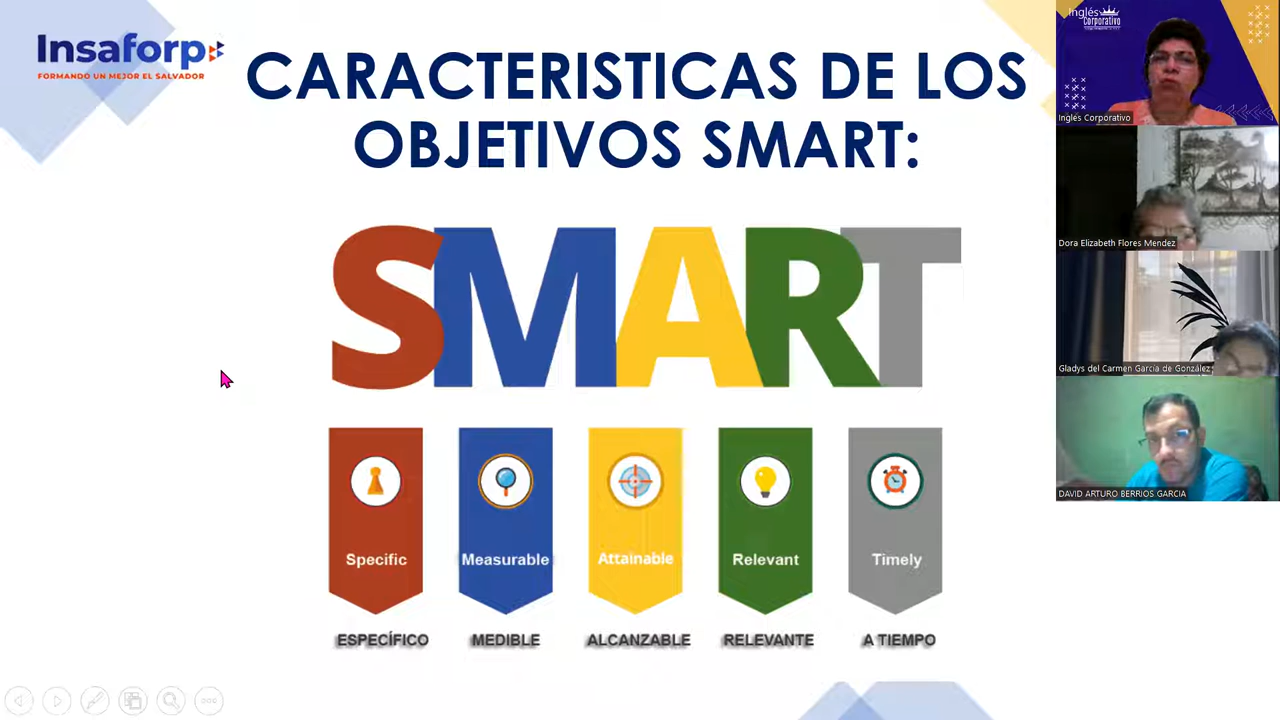 Insaforp
FORMANDO UN MEJOR EL SALVADOR
CARACTERISTICAS DE LOS
OBJETIVOS SMART:
SMART
Specific
Measurable
Attainable
Relevant
Timely
ESPECÍFICO
MEDIBLE
ALCANZABLE
RELEVANTE
A TIEMPO
Inglés
Corporativo
Inglés Corporativo
Dora Elizabeth Flores Mendez
Gladys del Carmen Garcia de González
DAVID ARTURO BERRIOS GARCIA